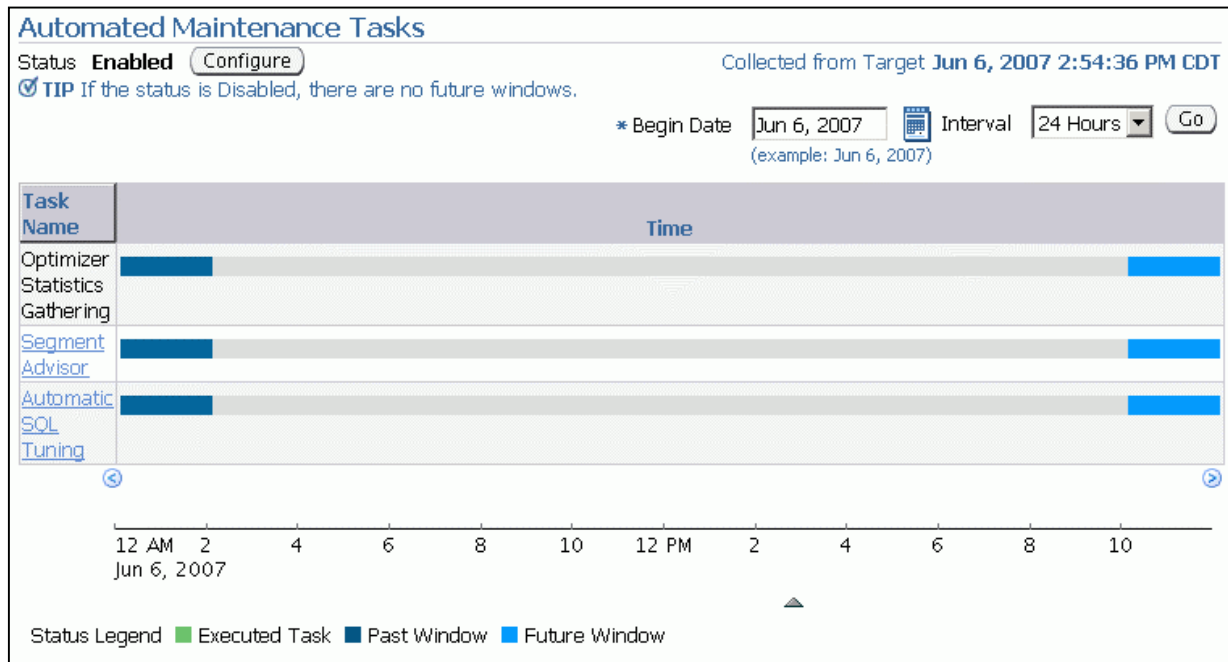 Automated Maintenance Tasks
Status Enabled Configure
Collected from Target Jun 6, 2007 2:54:36 PM CDT
TIP If the status is Disabled, there are no future windows.
* Begin Date Jun 6, 2007 Interval 24 Hours Go
(example: Jun 6, 2007)
Task
Name
Time
Optimizer
Statistics
Gathering
Segment
Advisor
Automatic
SQL
Tuning
12 AM 2 4 6 8 10 12 PM 2 4 6 8 10
Jun 6, 2007
Status Legend Executed Task Past Window Future Window